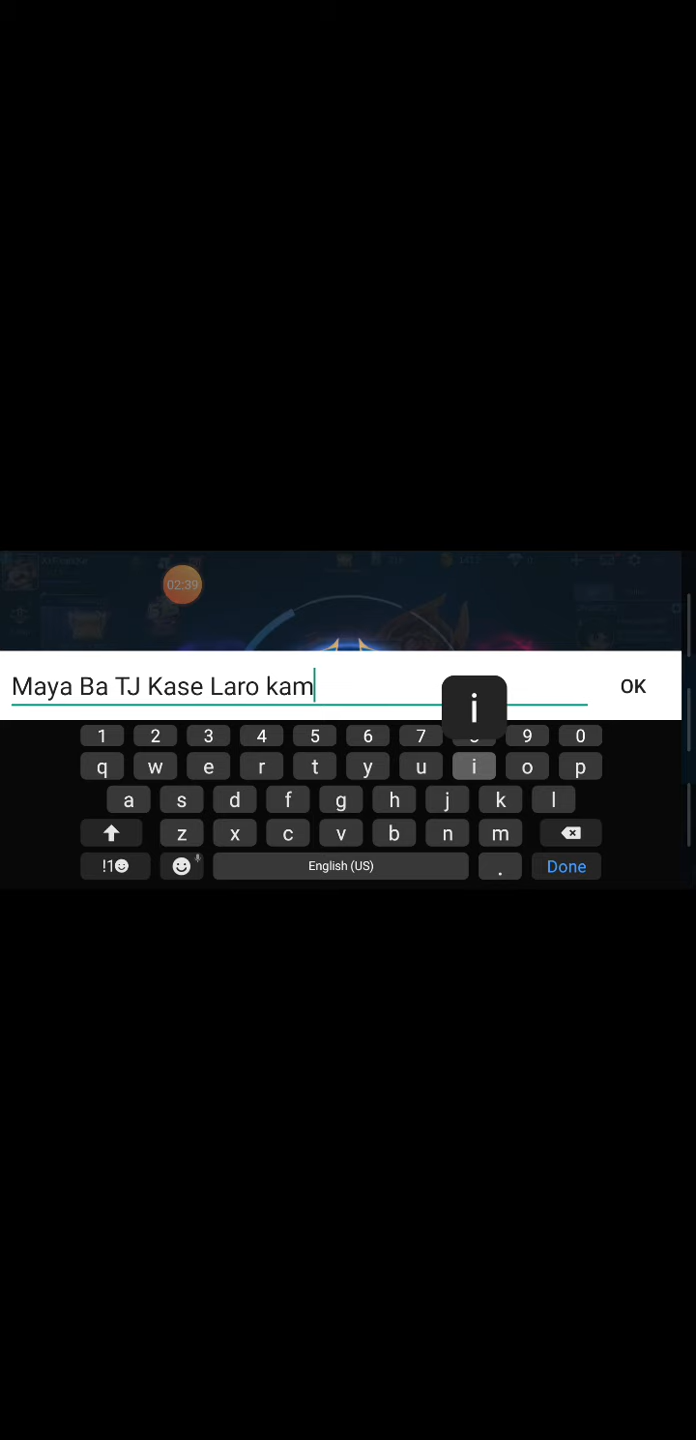 02:39
Maya Ba TJ Kase Laro kam
OK
i
1 2 3 4 5 6 7 9 0
q w e r t y u i o p
a s d f g h j k l
z x c v b n m
!1 English (US) . Done